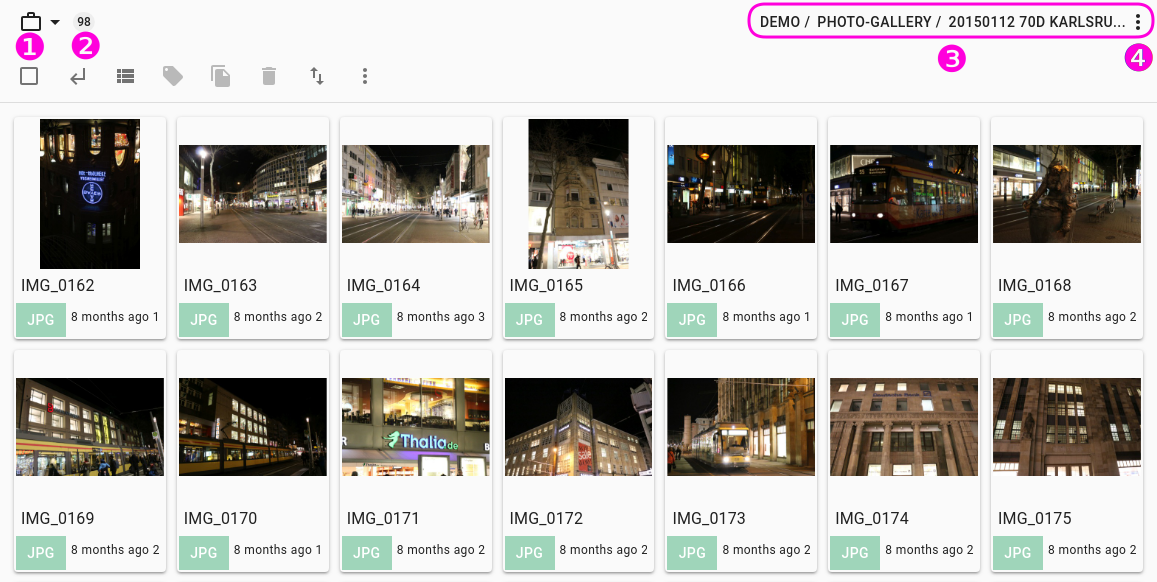 98
DEMO / PHOTO-GALLERY / 20150112 70D KARLSRU...
1 2 3 4
IMG_0162 IMG_0163 IMG_0164 IMG_0165 IMG_0166 IMG_0167 IMG_0168
JPG 8 months ago 1 JPG 8 months ago 2 JPG 8 months ago 3 JPG 8 months ago 2 JPG 8 months ago 1 JPG 8 months ago 1 JPG 8 months ago 2
Thalia.de
IMG_0169 IMG_0170 IMG_0171 IMG_0172 IMG_0173 IMG_0174 IMG_0175
JPG 8 months ago 2 JPG 8 months ago 1 JPG 8 months ago 2 JPG 8 months ago 2 JPG 8 months ago 2 JPG 8 months ago 2 JPG 8 months ago 2